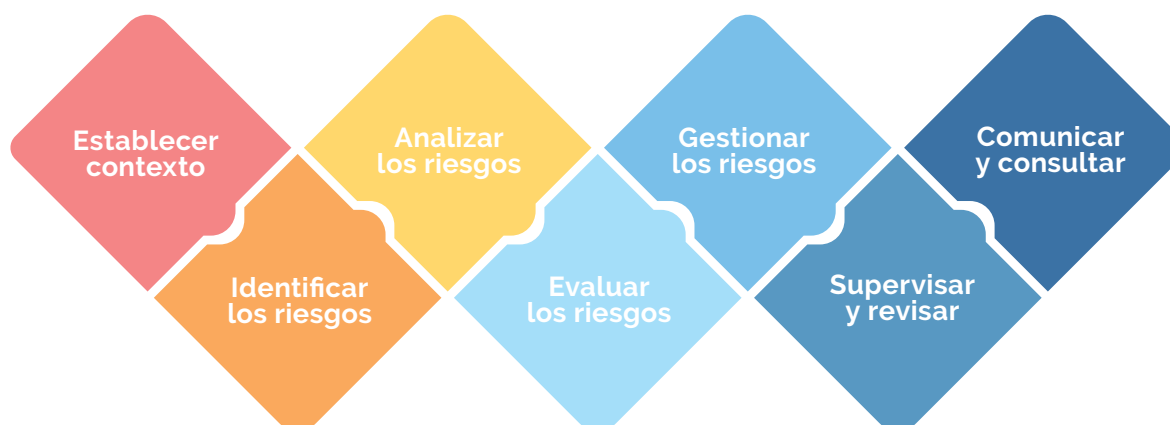 Establecer
contexto
Identificar
los riesgos
Analizar
los riesgos
Evaluar
los riesgos
Gestionar
los riesgos
Supervisar
y revisar
Comunicar
y consultar